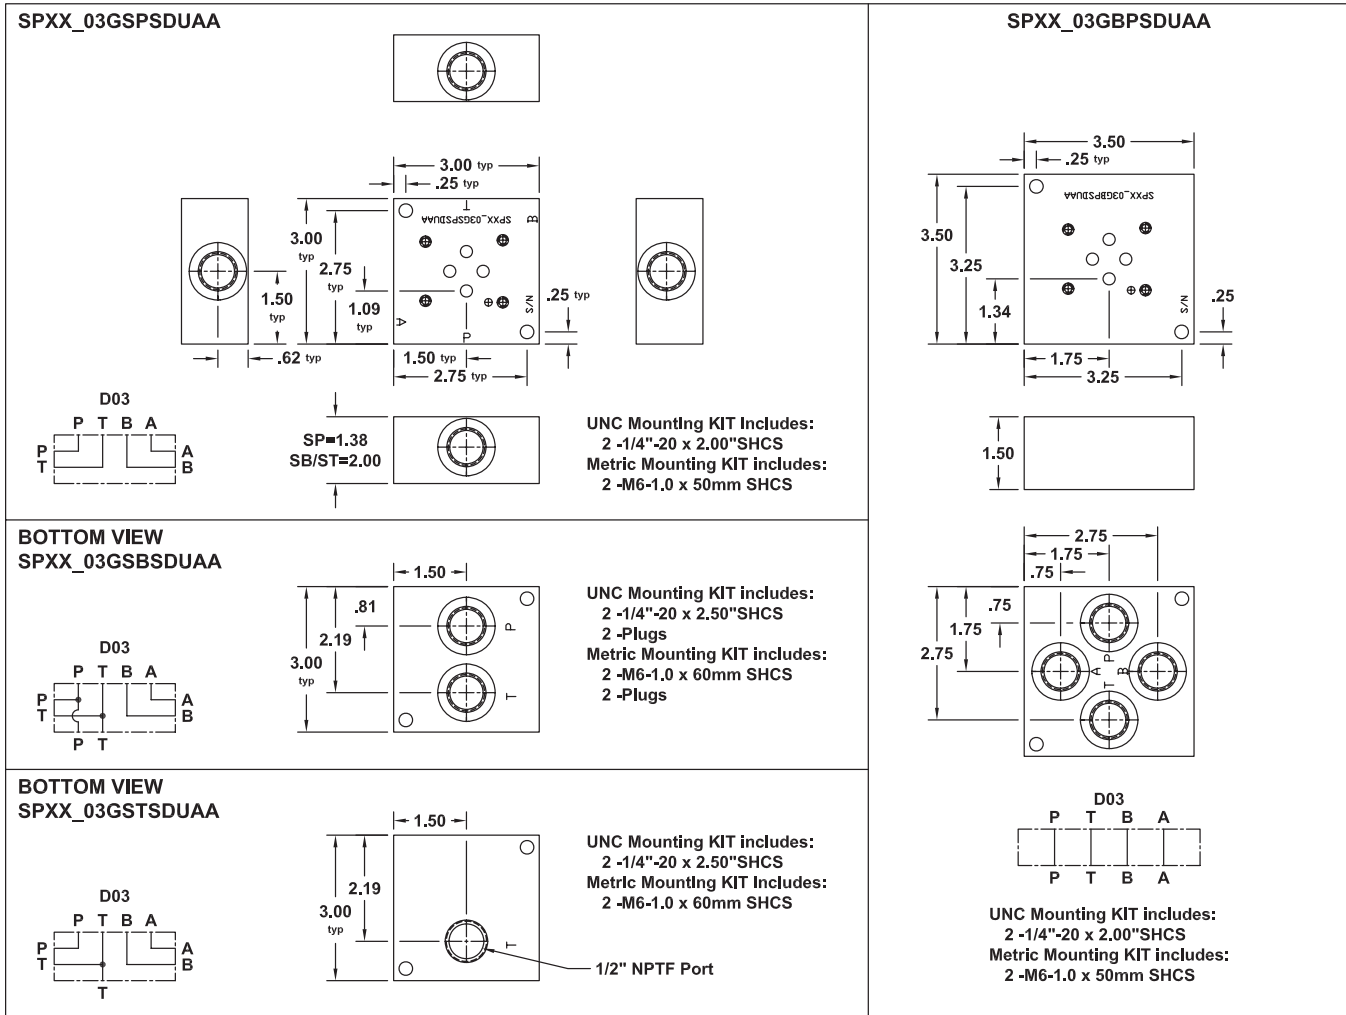 SPXX_03GSPSDUAA
3.00 typ
.25 typ
3.00 typ
2.75 typ
1.09 typ
1.50 typ
.62 typ
T
SPXX_03GSPSDUAA
B
A
S/N
P
.25 typ
1.50 typ
2.75 typ
D03
P T B A
P A
T B
SP=1.38
SB/ST=2.00
UNC Mounting KIT Includes:
2 -1/4"-20 x 2.00"SHCS
Metric Mounting KIT includes:
2 -M6-1.0 x 50mm SHCS
BOTTOM VIEW
SPXX_03GSBSDUAA
1.50
.81
2.19
3.00 typ
P
T
D03
P T B A
P A
T B
P T
UNC Mounting KIT includes:
2 -1/4"-20 x 2.50"SHCS
2 -Plugs
Metric Mounting KIT includes:
2 -M6-1.0 x 60mm SHCS
2 -Plugs
BOTTOM VIEW
SPXX_03GSTSDUAA
1.50
2.19
3.00 typ
T
1/2" NPTF Port
D03
P T B A
P A
T B
T
UNC Mounting KIT includes:
2 -1/4"-20 x 2.50"SHCS
Metric Mounting KIT Includes:
2 -M6-1.0 x 60mm SHCS
SPXX_03GBPSDUAA
3.50
.25 typ
3.50
3.25
1.34
SPXX_03GBPSDUAA
S/N
.25
1.75
3.25
1.50
2.75
1.75
.75
.75
1.75
2.75
P
A B
T
D03
P T B A
P T B A
UNC Mounting KIT includes:
2 -1/4"-20 x 2.00"SHCS
Metric Mounting KIT includes:
2 -M6-1.0 x 50mm SHCS